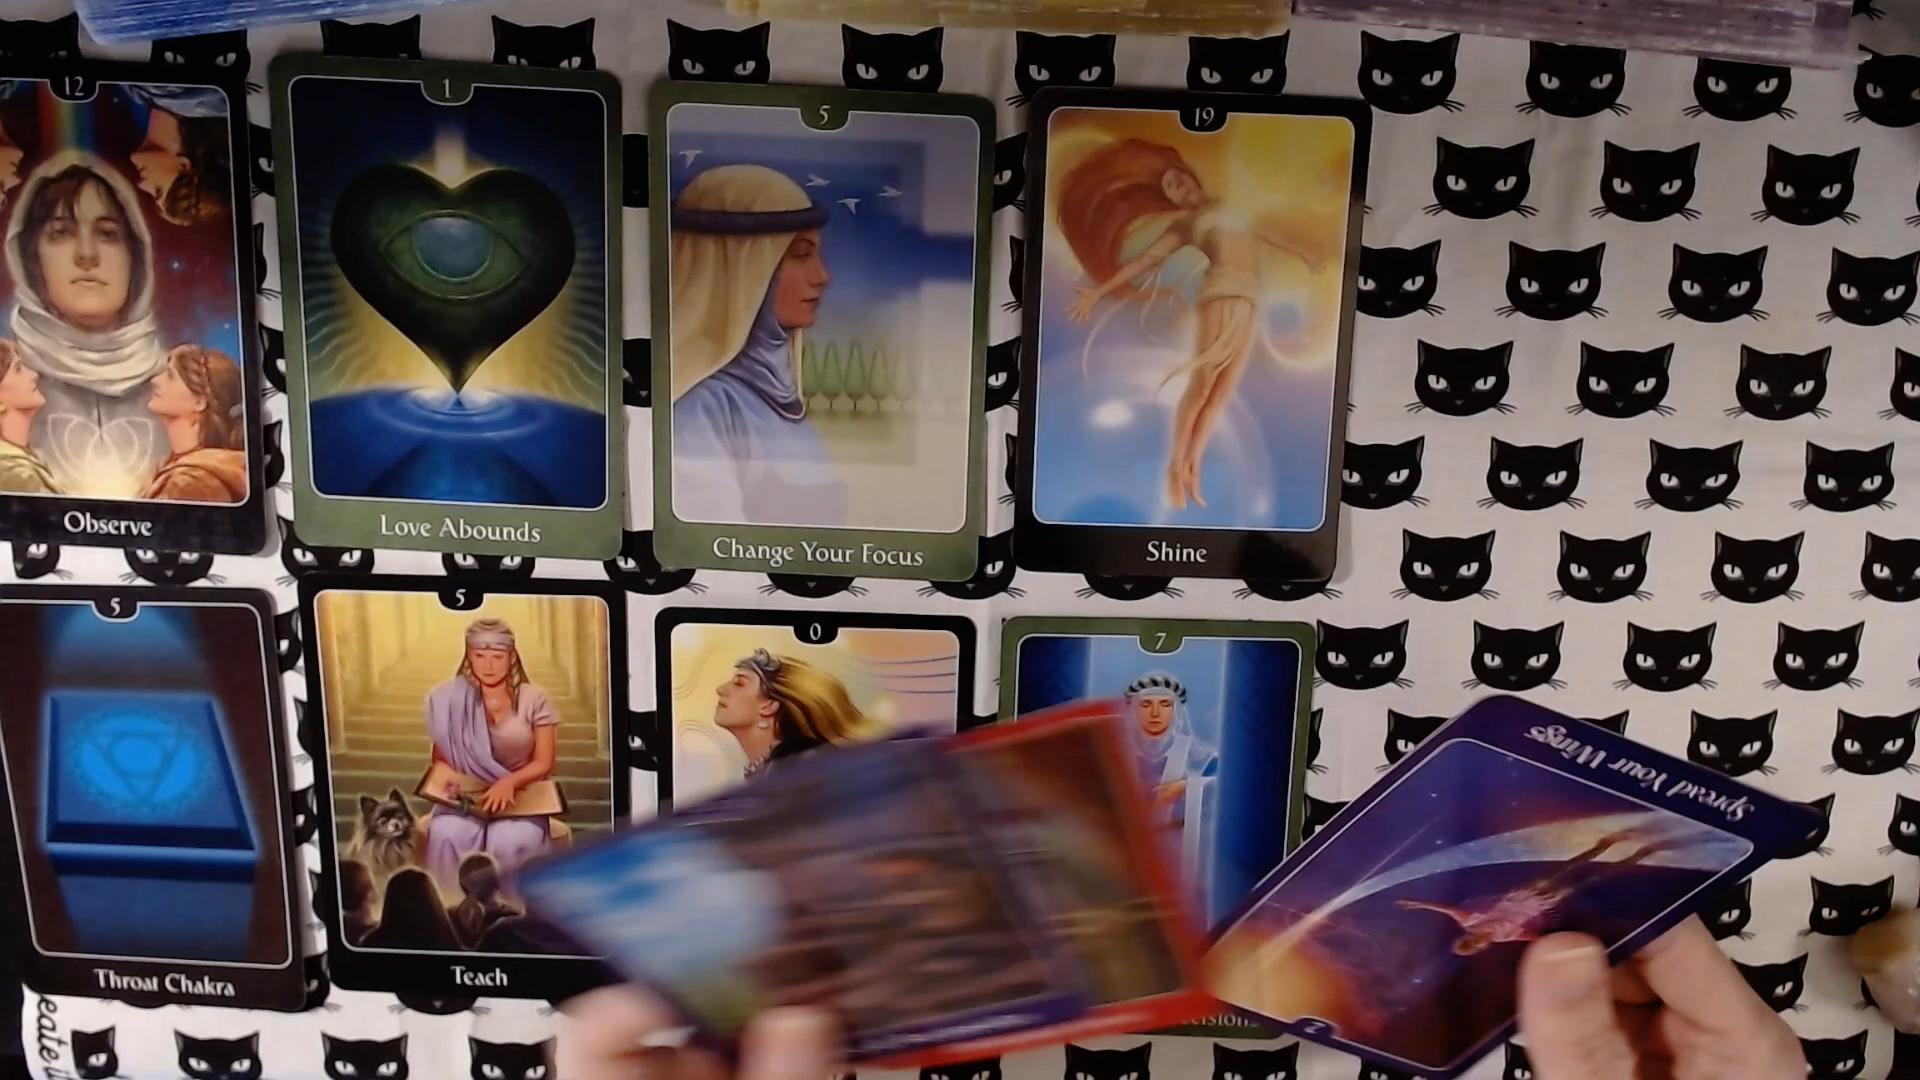 12
1
5
19
Observe
Love Abounds
Change Your Focus
Shine
5
5
0
7
Spread Your Wings
2
Throat Chakra
Teach